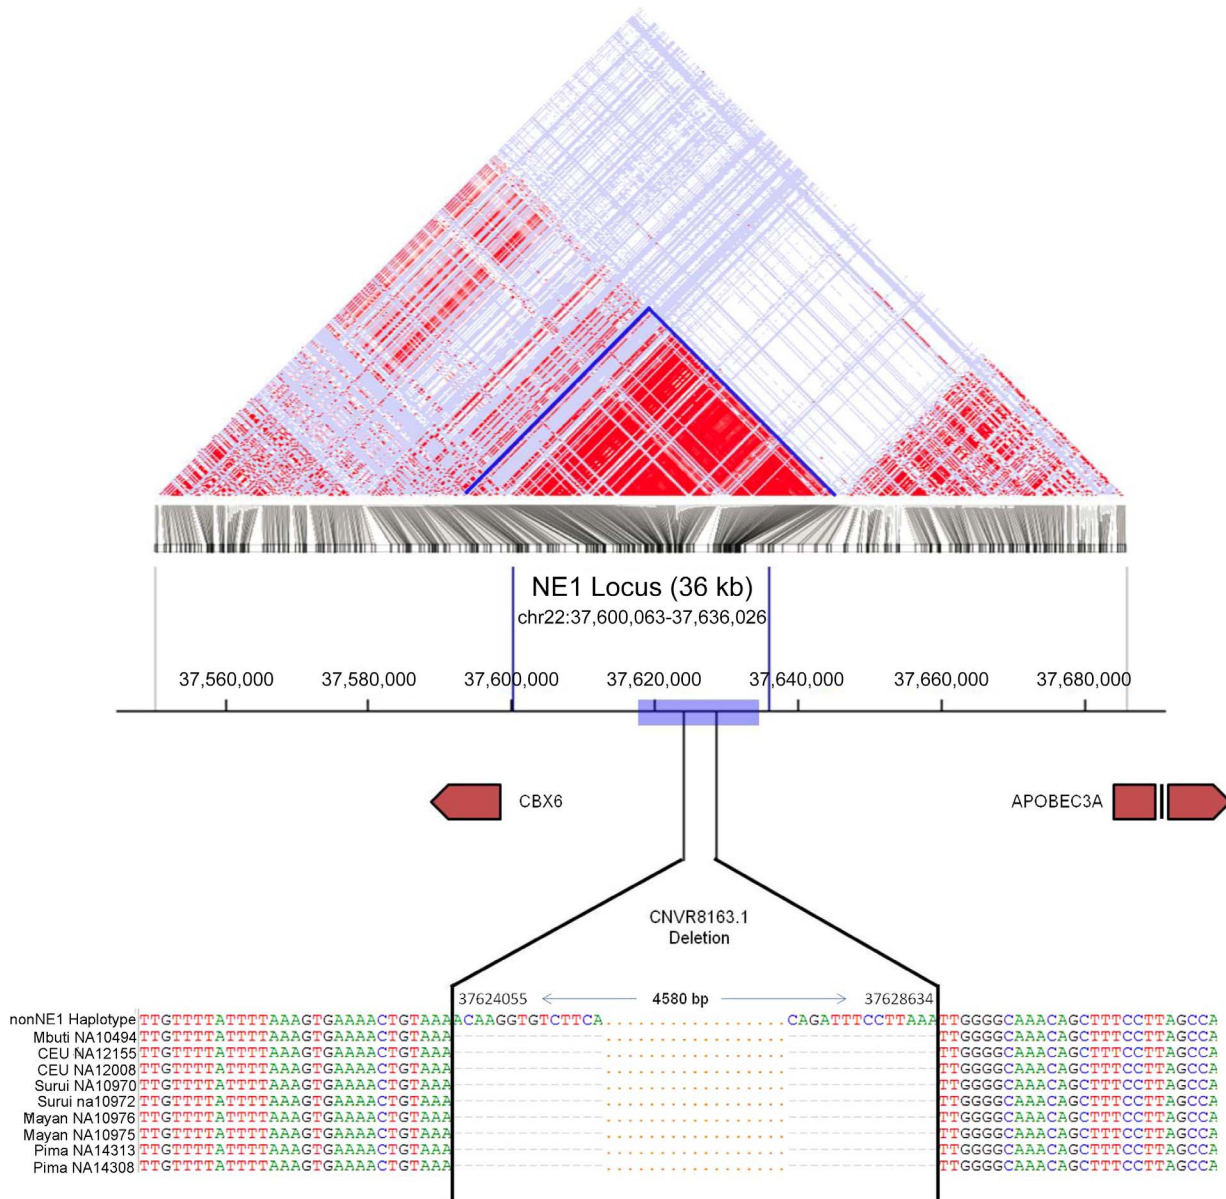 NE1 Locus (36 kb)
chr22:37,600,063-37,636,026
37,560,000 37,580,000 37,600,000 37,620,000 37,640,000 37,660,000 37,680,000
CBX6 APOBEC3A
CNVR8163.1
Deletion
37624055 4580 bp 37628634
nonNE1 Haplotype TTGTTTTATTTTAAAGTGAAAACTGTAAAACAAGGTGTCTTCA..................CAGATTTCCTTAAATTGGGGCAAACAGCTTTCCTTAGCCA
Mbuti NA10494 TTGTTTTATTTTAAAGTGAAAACTGTAAA--------------..................--------------TTGGGGCAAACAGCTTTCCTTAGCCA
CEU NA12155 TTGTTTTATTTTAAAGTGAAAACTGTAAA--------------..................--------------TTGGGGCAAACAGCTTTCCTTAGCCA
CEU NA12008 TTGTTTTATTTTAAAGTGAAAACTGTAAA--------------..................--------------TTGGGGCAAACAGCTTTCCTTAGCCA
Surui NA10970 TTGTTTTATTTTAAAGTGAAAACTGTAAA--------------..................--------------TTGGGGCAAACAGCTTTCCTTAGCCA
Surui na10972 TTGTTTTATTTTAAAGTGAAAACTGTAAA--------------..................--------------TTGGGGCAAACAGCTTTCCTTAGCCA
Mayan NA10976 TTGTTTTATTTTAAAGTGAAAACTGTAAA--------------..................--------------TTGGGGCAAACAGCTTTCCTTAGCCA
Mayan NA10975 TTGTTTTATTTTAAAGTGAAAACTGTAAA--------------..................--------------TTGGGGCAAACAGCTTTCCTTAGCCA
Pima NA14313 TTGTTTTATTTTAAAGTGAAAACTGTAAA--------------..................--------------TTGGGGCAAACAGCTTTCCTTAGCCA
Pima NA14308 TTGTTTTATTTTAAAGTGAAAACTGTAAA--------------..................--------------TTGGGGCAAACAGCTTTCCTTAGCCA